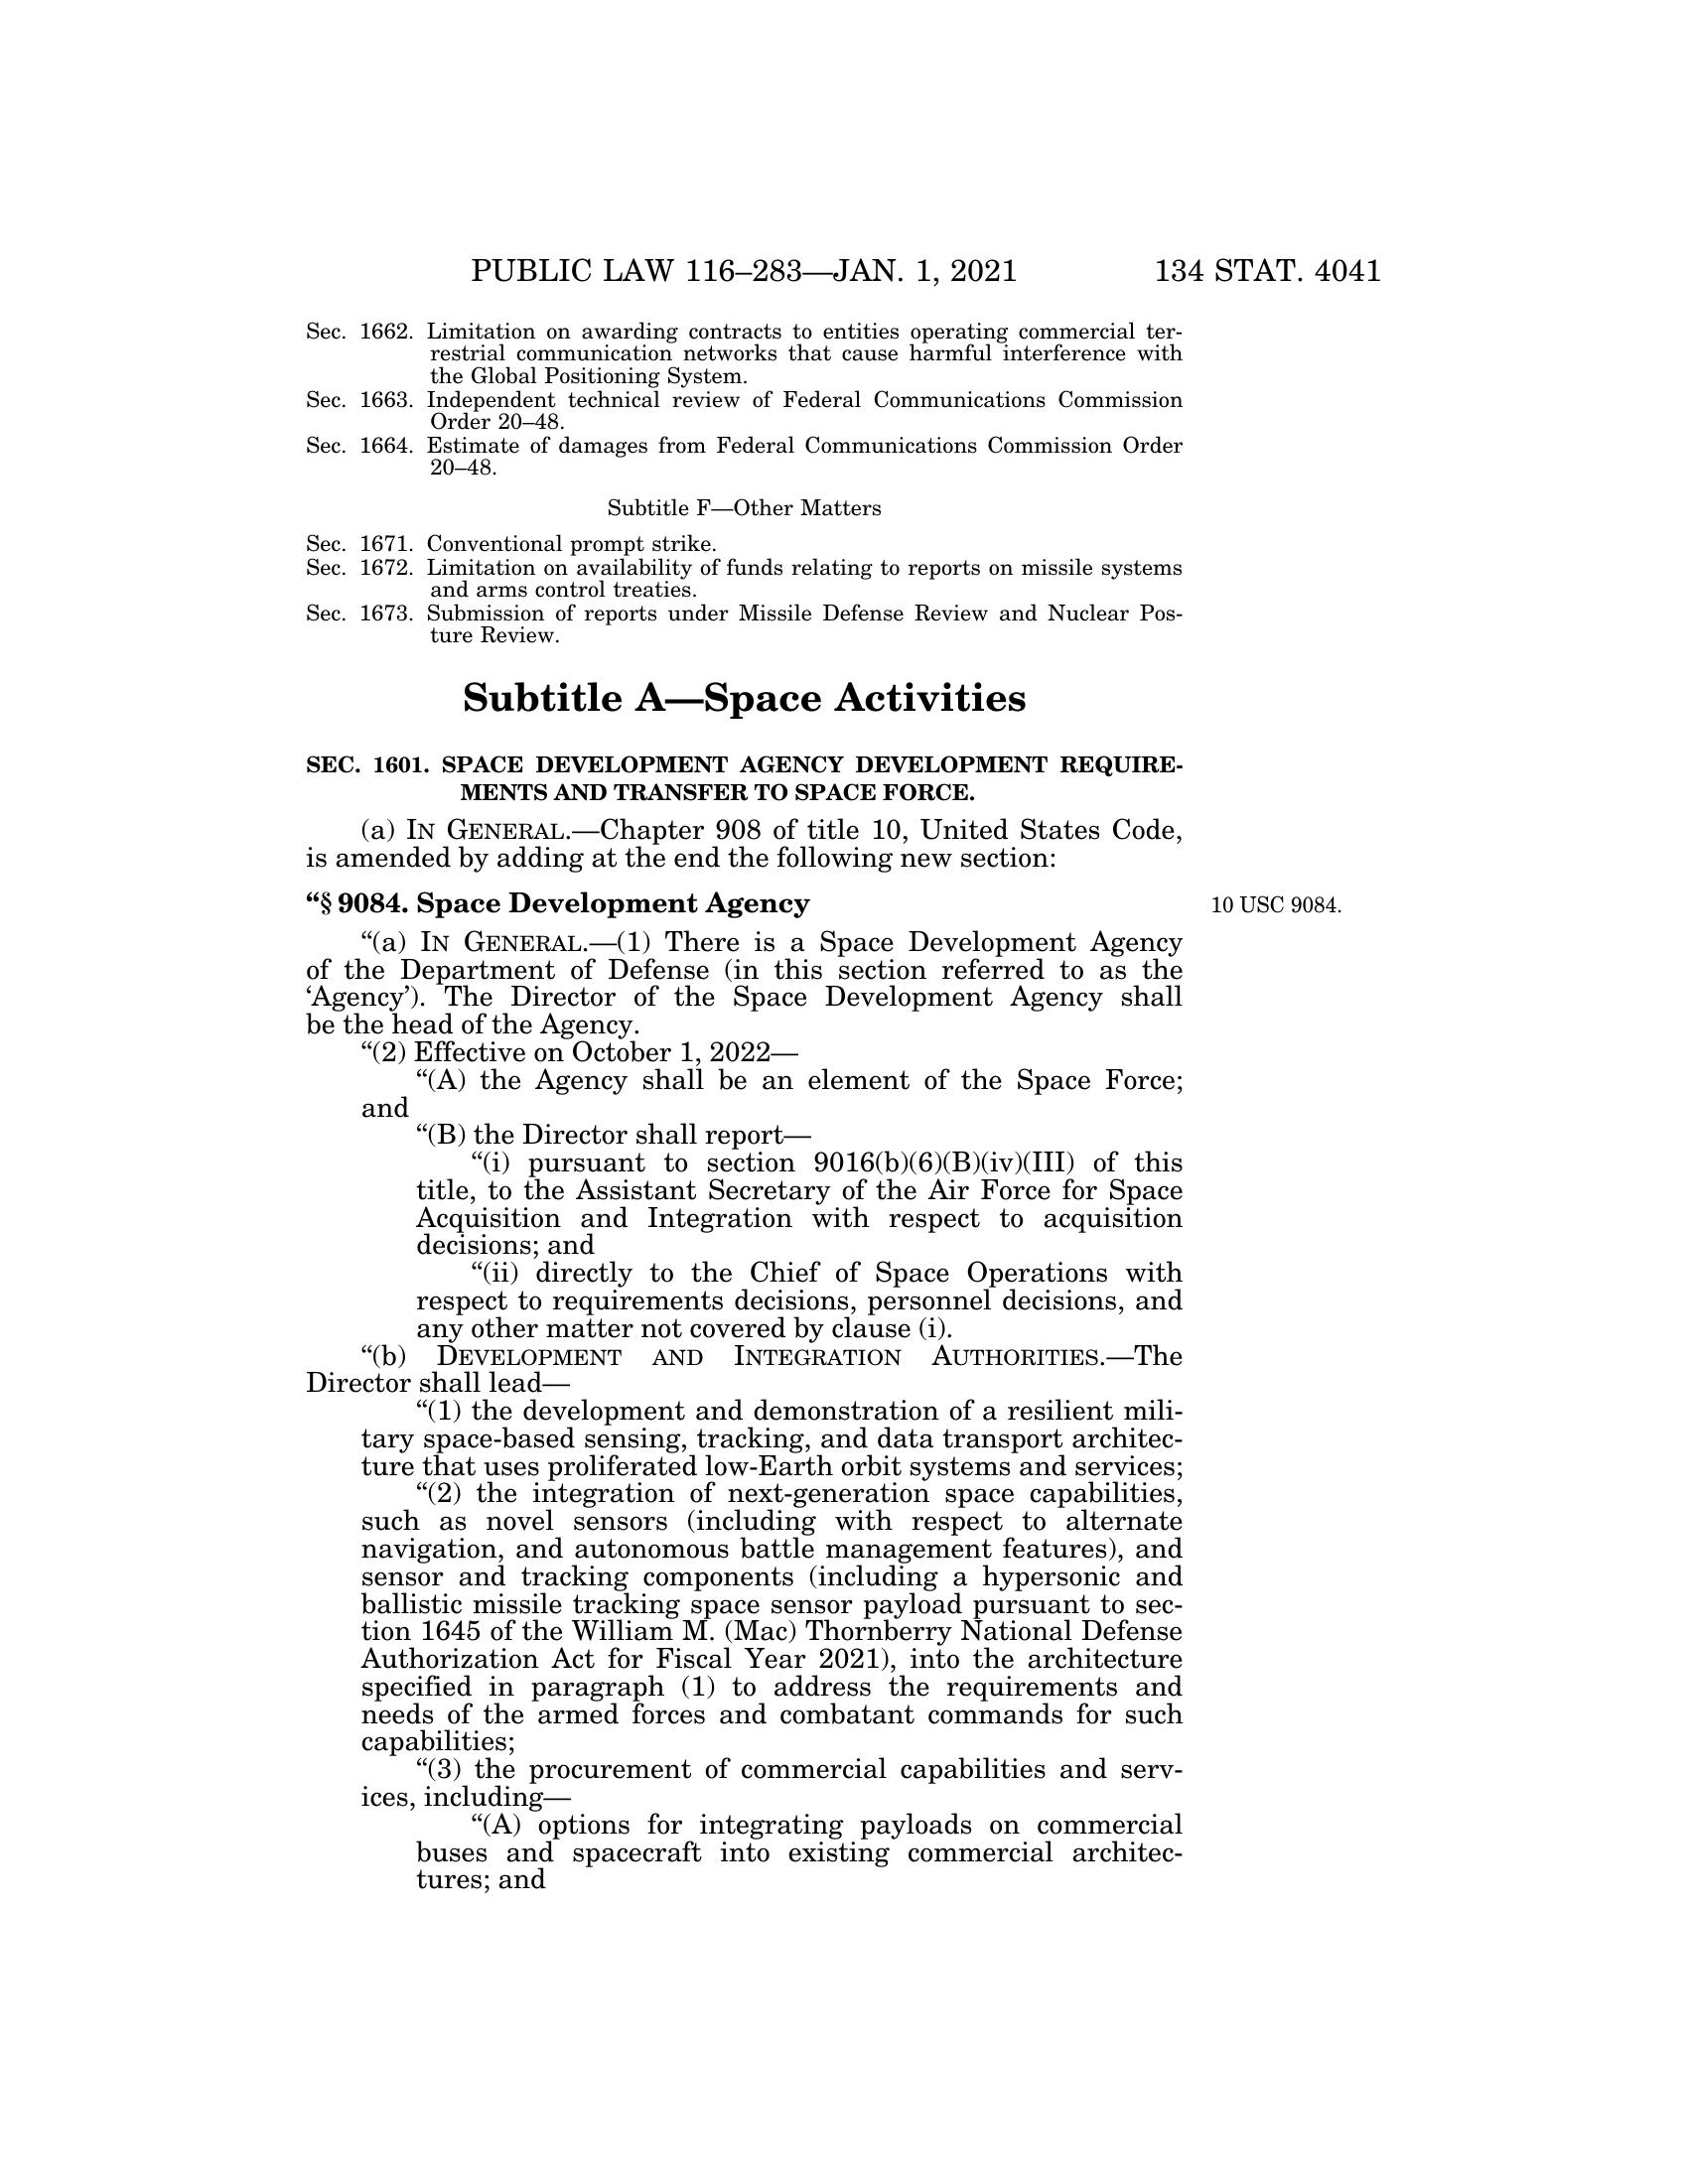 PUBLIC LAW 116–283—JAN. 1, 2021 134 STAT. 4041
Sec. 1662. Limitation on awarding contracts to entities operating commercial ter-
restrial communication networks that cause harmful interference with
the Global Positioning System.
Sec. 1663. Independent technical review of Federal Communications Commission
Order 20–48.
Sec. 1664. Estimate of damages from Federal Communications Commission Order
20–48.
Subtitle F—Other Matters
Sec. 1671. Conventional prompt strike.
Sec. 1672. Limitation on availability of funds relating to reports on missile systems
and arms control treaties.
Sec. 1673. Submission of reports under Missile Defense Review and Nuclear Pos-
ture Review.
Subtitle A—Space Activities
SEC. 1601. SPACE DEVELOPMENT AGENCY DEVELOPMENT REQUIRE-
MENTS AND TRANSFER TO SPACE FORCE.
(a) IN GENERAL.—Chapter 908 of title 10, United States Code,
is amended by adding at the end the following new section:
“§ 9084. Space Development Agency 10 USC 9084.
“(a) IN GENERAL.—(1) There is a Space Development Agency
of the Department of Defense (in this section referred to as the
‘Agency’). The Director of the Space Development Agency shall
be the head of the Agency.
“(2) Effective on October 1, 2022—
“(A) the Agency shall be an element of the Space Force;
and
“(B) the Director shall report—
“(i) pursuant to section 9016(b)(6)(B)(iv)(III) of this
title, to the Assistant Secretary of the Air Force for Space
Acquisition and Integration with respect to acquisition
decisions; and
“(ii) directly to the Chief of Space Operations with
respect to requirements decisions, personnel decisions, and
any other matter not covered by clause (i).
“(b) DEVELOPMENT AND INTEGRATION AUTHORITIES.—The
Director shall lead—
“(1) the development and demonstration of a resilient mili-
tary space-based sensing, tracking, and data transport architec-
ture that uses proliferated low-Earth orbit systems and services;
“(2) the integration of next-generation space capabilities,
such as novel sensors (including with respect to alternate
navigation, and autonomous battle management features), and
sensor and tracking components (including a hypersonic and
ballistic missile tracking space sensor payload pursuant to sec-
tion 1645 of the William M. (Mac) Thornberry National Defense
Authorization Act for Fiscal Year 2021), into the architecture
specified in paragraph (1) to address the requirements and
needs of the armed forces and combatant commands for such
capabilities;
“(3) the procurement of commercial capabilities and serv-
ices, including—
“(A) options for integrating payloads on commercial
buses and spacecraft into existing commercial architec-
tures; and